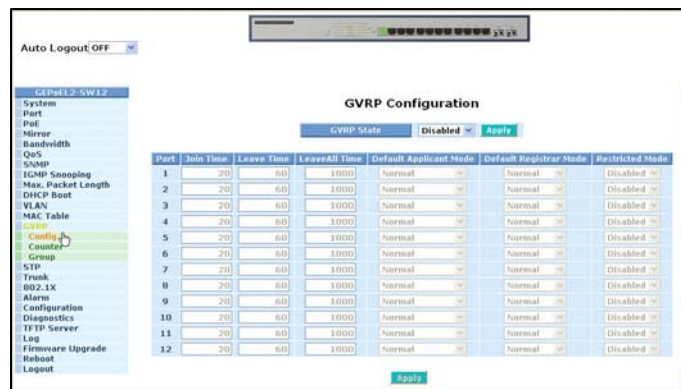 Auto Logout OFF
GEPoEL2-SW12
System
Port
PoE
Mirror
Bandwidth
QoS
SNMP
IGMP Snooping
Max. Packet Length
DHCP Boot
VLAN
MAC Table
GVRP
Config
Counter
Group
STP
Trunk
802.1X
Alarm
Configuration
Diagnostics
TFTP Server
Log
Firmware Upgrade
Reboot
Logout
GVRP Configuration
GVRP State Disabled Apply
Port Join Time Leave Time LeaveAll Time Default Applicant Mode Default Registrar Mode Restricted Mode
1 20 60 1000 Normal Normal Disabled
2 20 60 1000 Normal Normal Disabled
3 20 60 1000 Normal Normal Disabled
4 20 60 1000 Normal Normal Disabled
5 20 60 1000 Normal Normal Disabled
6 20 60 1000 Normal Normal Disabled
7 20 60 1000 Normal Normal Disabled
8 20 60 1000 Normal Normal Disabled
9 20 60 1000 Normal Normal Disabled
10 20 60 1000 Normal Normal Disabled
11 20 60 1000 Normal Normal Disabled
12 20 60 1000 Normal Normal Disabled
Apply